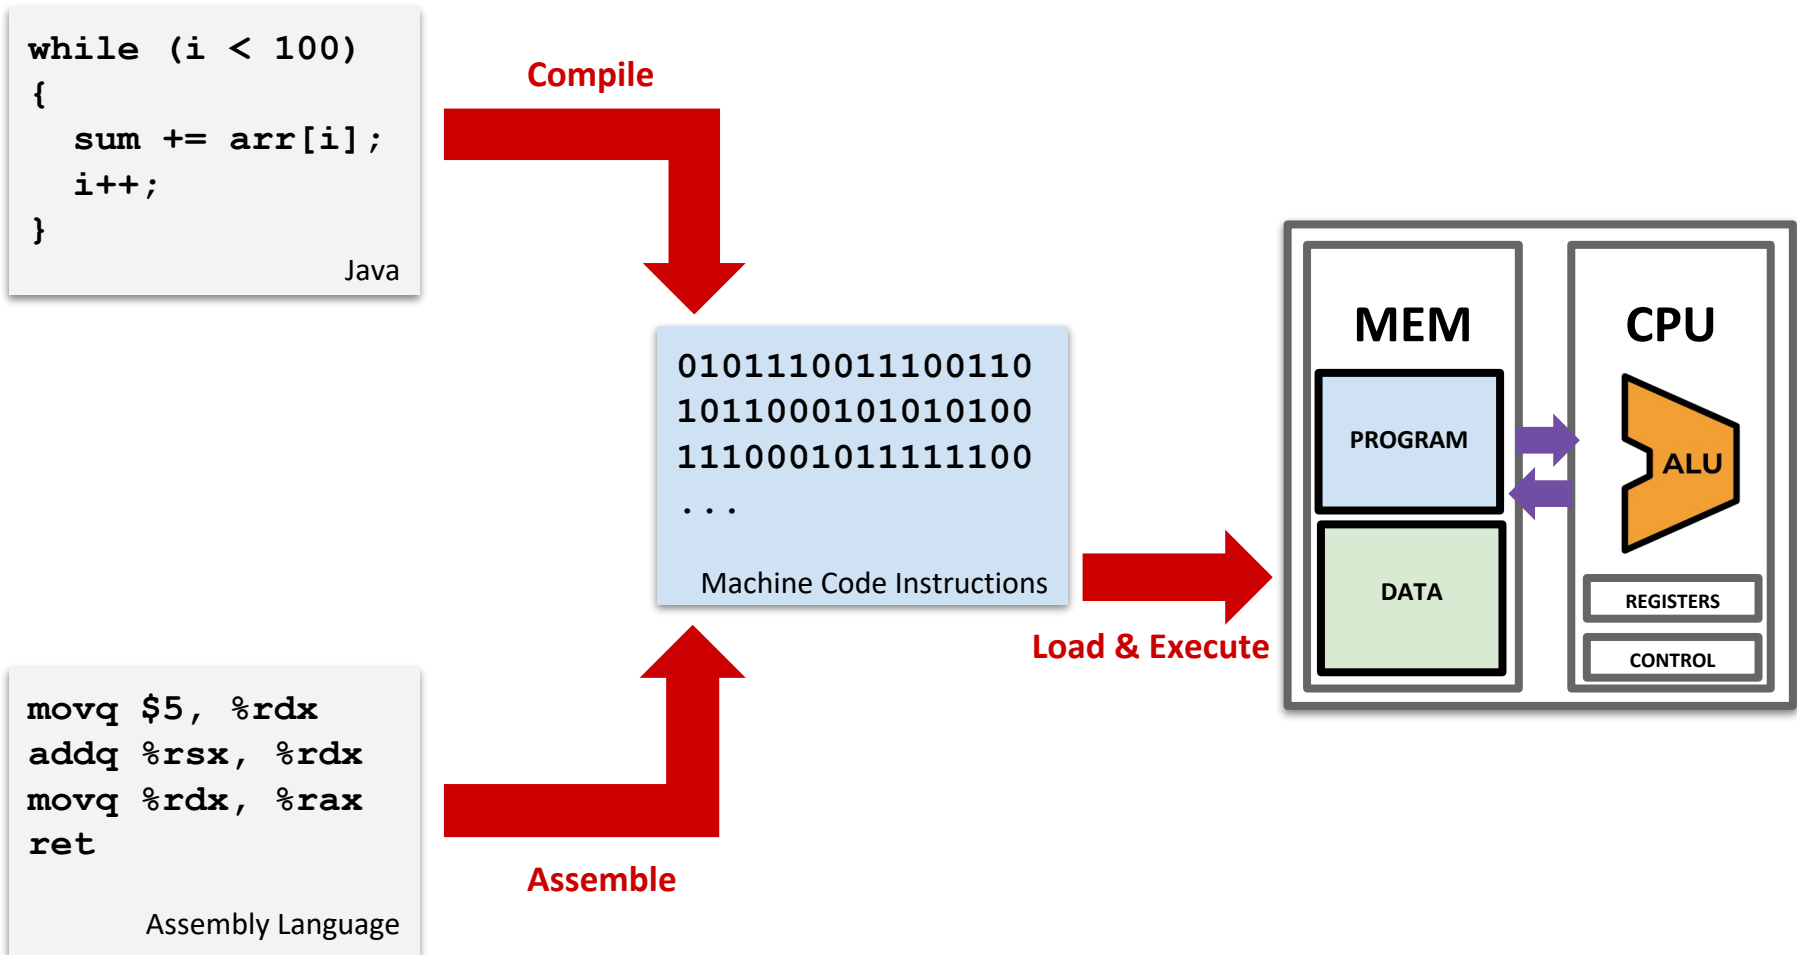 while (i < 100)
{
  sum += arr[i];
  i++;
}
Java
Compile
0101110011100110
1011000101010100
1110001011111100
...
Machine Code Instructions
movq $5, %rdx
addq %rsx, %rdx
movq %rdx, %rax
ret
Assembly Language
Assemble
Load & Execute
MEM
PROGRAM
DATA
CPU
ALU
REGISTERS
CONTROL